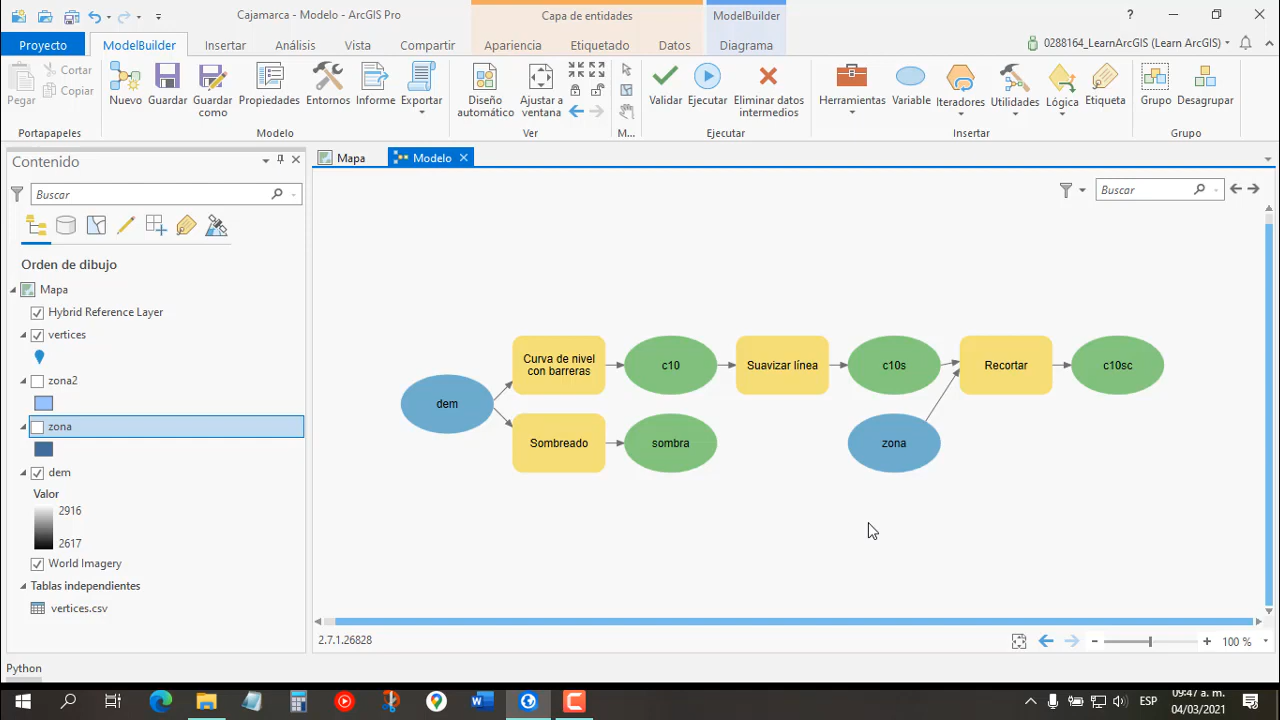 Cajamarca - Modelo - ArcGIS Pro
Capa de entidades
ModelBuilder
?
Proyecto
ModelBuilder
Insertar
Análisis
Vista
Compartir
Apariencia
Etiquetado
Datos
Diagrama
0288164_LearnArcGIS (Learn ArcGIS)
Pegar
Cortar
Copiar
Nuevo
Guardar
Guardar como
Propiedades
Entornos
Informe
Exportar
Diseño automático
Ajustar a ventana
Validar
Ejecutar
Eliminar datos intermedios
Herramientas
Variable
Iteradores
Utilidades
Lógica
Etiqueta
Grupo
Desagrupar
Portapapeles
Modelo
Ver
M...
Ejecutar
Insertar
Grupo
Contenido
Buscar
Orden de dibujo
Mapa
Hybrid Reference Layer
vertices
zona2
zona
dem
Valor
2916
2617
World Imagery
Tablas independientes
vertices.csv
Mapa
Modelo
Buscar
Curva de nivel
con barreras
c10
Suavizar línea
c10s
Recortar
c10sc
dem
Sombreado
sombra
zona
2.7.1.26828
100 %
Python
ESP
09:47 a. m.
04/03/2021